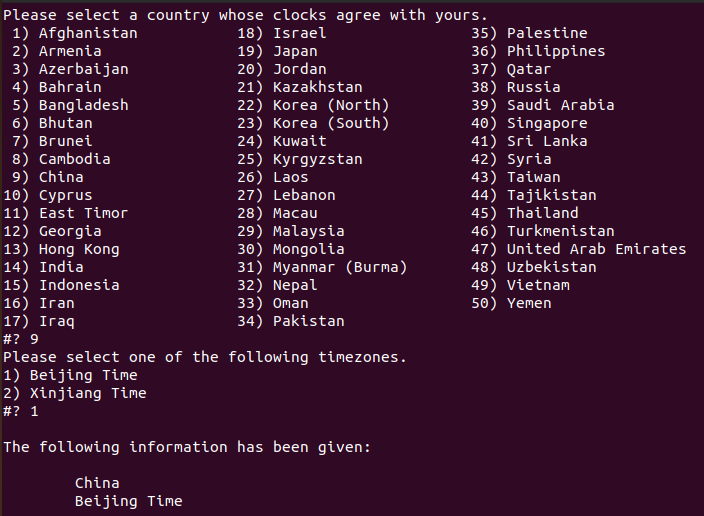 Please select a country whose clocks agree with yours.
1) Afghanistan 18) Israel 35) Palestine
2) Armenia 19) Japan 36) Philippines
3) Azerbaijan 20) Jordan 37) Qatar
4) Bahrain 21) Kazakhstan 38) Russia
5) Bangladesh 22) Korea (North) 39) Saudi Arabia
6) Bhutan 23) Korea (South) 40) Singapore
7) Brunei 24) Kuwait 41) Sri Lanka
8) Cambodia 25) Kyrgyzstan 42) Syria
9) China 26) Laos 43) Taiwan
10) Cyprus 27) Lebanon 44) Tajikistan
11) East Timor 28) Macau 45) Thailand
12) Georgia 29) Malaysia 46) Turkmenistan
13) Hong Kong 30) Mongolia 47) United Arab Emirates
14) India 31) Myanmar (Burma) 48) Uzbekistan
15) Indonesia 32) Nepal 49) Vietnam
16) Iran 33) Oman 50) Yemen
17) Iraq 34) Pakistan
#? 9
Please select one of the following timezones.
1) Beijing Time
2) Xinjiang Time
#? 1
The following information has been given:
China
Beijing Time